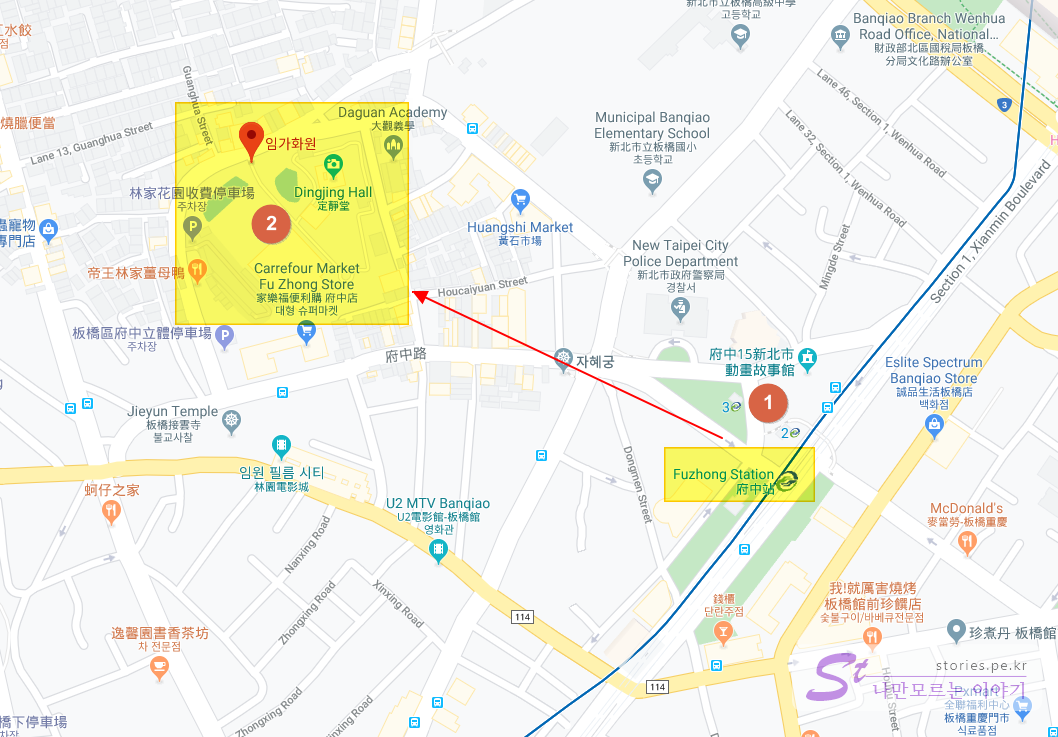 신베이시립반차오고급중학
고등학교
Banqiao Branch Wenhua
Road Office, National...
財政部北區國稅局板橋
分局文化路辦公室
Guanghua Street
燒臘便當
Lane 13, Guanghua Street
Daguan Academy
大觀義學
임가화원
Dingjing Hall
定靜堂
林家花園收費停車場
주차장
2
帝王林家薑母鴨
Carrefour Market
Fu Zhong Store
家樂福便利購 府中店
대형 슈퍼마켓
板橋區府中立體停車場
주차장
寵物
專門店
Municipal Banqiao
Elementary School
新北市立板橋國小
초등학교
Huangshi Market
黃石市場
Houcaiyuan Street
New Taipei City
Police Department
新北市政府警察局
경찰서
Lane 46, Section 1, Wenhua Road
Lane 32, Section 1, Wenhua Road
Mingde Street
Section 1, Xianmin Boulevard
3
府中路
자혜궁
府中15新北市
動畫故事館
1
3
2
Eslite Spectrum
Banqiao Store
誠品生活板橋店
백화점
Jieyun Temple
板橋接雲寺
불교사찰
임원 필름 시티
林園電影城
Fuzhong Station
府中站
Dongmen Street
蚵仔之家
U2 MTV Banqiao
U2電影館-板橋館
영화관
McDonald's
麥當勞-板橋重慶
Nanxing Road
Xinxing Road
Zhongxing Road
Zhongxing Road
114
114
逸馨園書香茶坊
차 전문점
錢櫃
단란주점
我!就厲害燒烤
板橋館前珍饌店
숯불구이/바베큐전문점
珍煮丹 板橋館
橋下停車場
stories.pe.kr
St 나만모르는 이야기
全聯福利中心
板橋重慶門市
식료품점